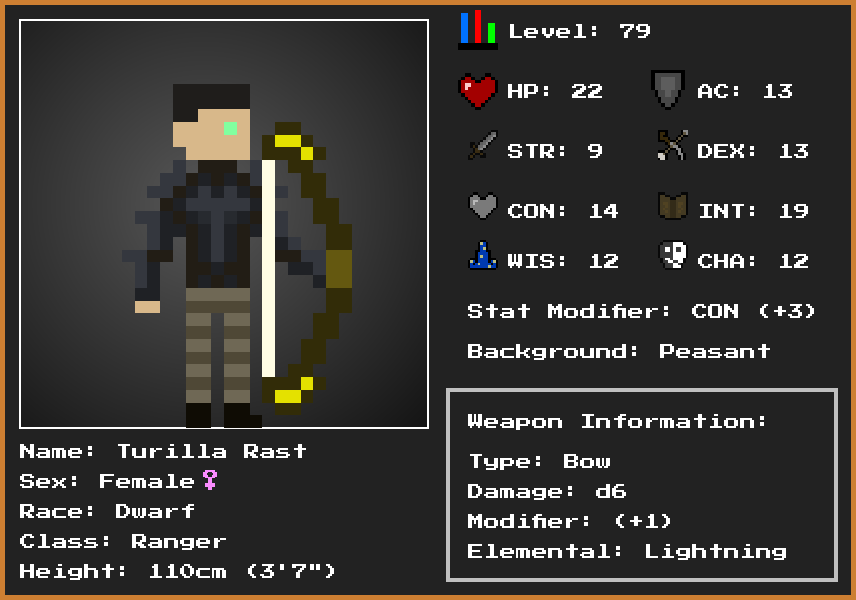 Level: 79
HP: 22
AC: 13
STR: 9
DEX: 13
CON: 14
INT: 19
WIS: 12
CHA: 12
Stat Modifier: CON (+3)
Background: Peasant
Weapon Information:
Type: Bow
Damage: d6
Modifier: (+1)
Elemental: Lightning
Name: Turilla Rast
Sex: Female♀
Race: Dwarf
Class: Ranger
Height: 110cm (3'7")